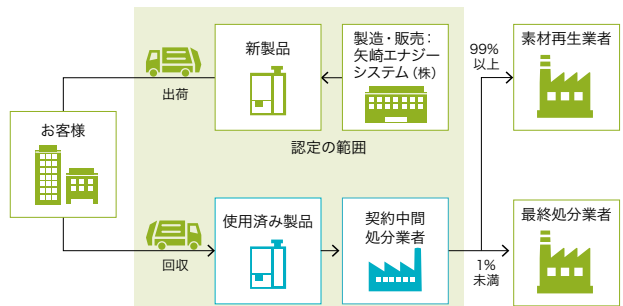 新製品
製造・販売：
矢崎エナジー
システム（株）
99%
以上
素材再生業者
出荷
お客様
認定の範囲
使用済み製品
契約中間
処分業者
最終処分業者
回収
1%
未満